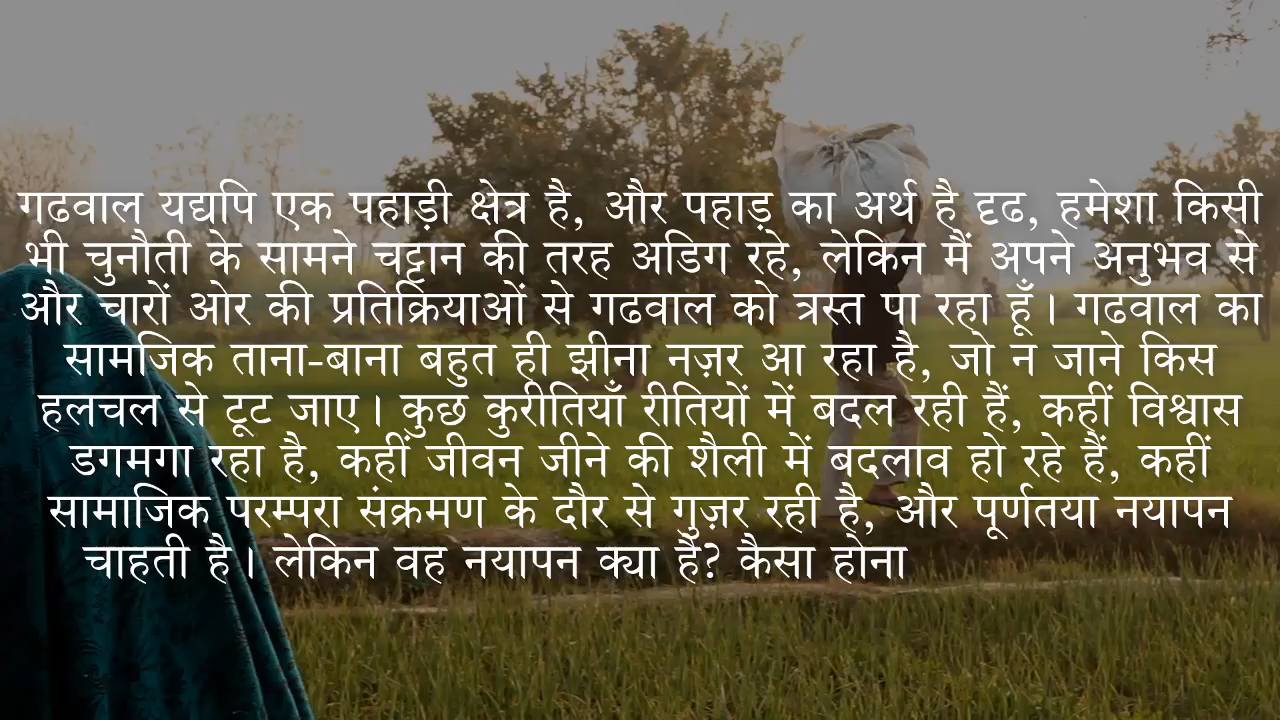 गढवाल यद्यपि एक पहाड़ी क्षेत्र है, और पहाड़ का अर्थ है दृढ, हमेशा किसी
भी चुनौती के सामने चट्टान की तरह अडिग रहे, लेकिन मैं अपने अनुभव से
और चारों ओर की प्रतिक्रियाओं से गढवाल को त्रस्त पा रहा हूँ। गढवाल का
सामजिक ताना-बाना बहुत ही झीना नज़र आ रहा है, जो न जाने किस
हलचल से टूट जाए। कुछ कुरीतियाँ रीतियों में बदल रही हैं, कहीं विश्वास
डगमगा रहा है, कहीं जीवन जीने की शैली में बदलाव हो रहे हैं, कहीं
सामाजिक परम्परा संक्रमण के दौर से गुज़र रही है, और पूर्णतया नयापन
चाहती है। लेकिन वह नयापन क्या है? कैसा होना